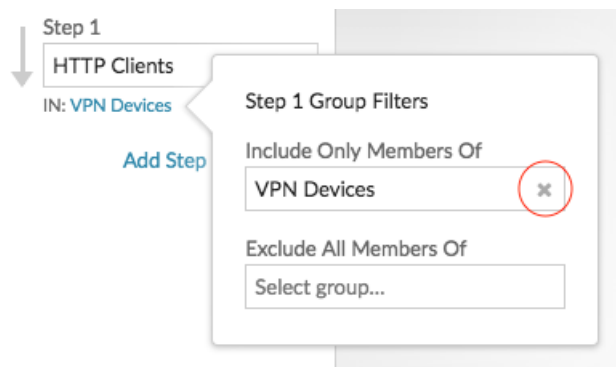 Step 1
HTTP Clients
IN: VPN Devices
Add Step
Step 1 Group Filters
Include Only Members Of
VPN Devices
Exclude All Members Of
Select group...